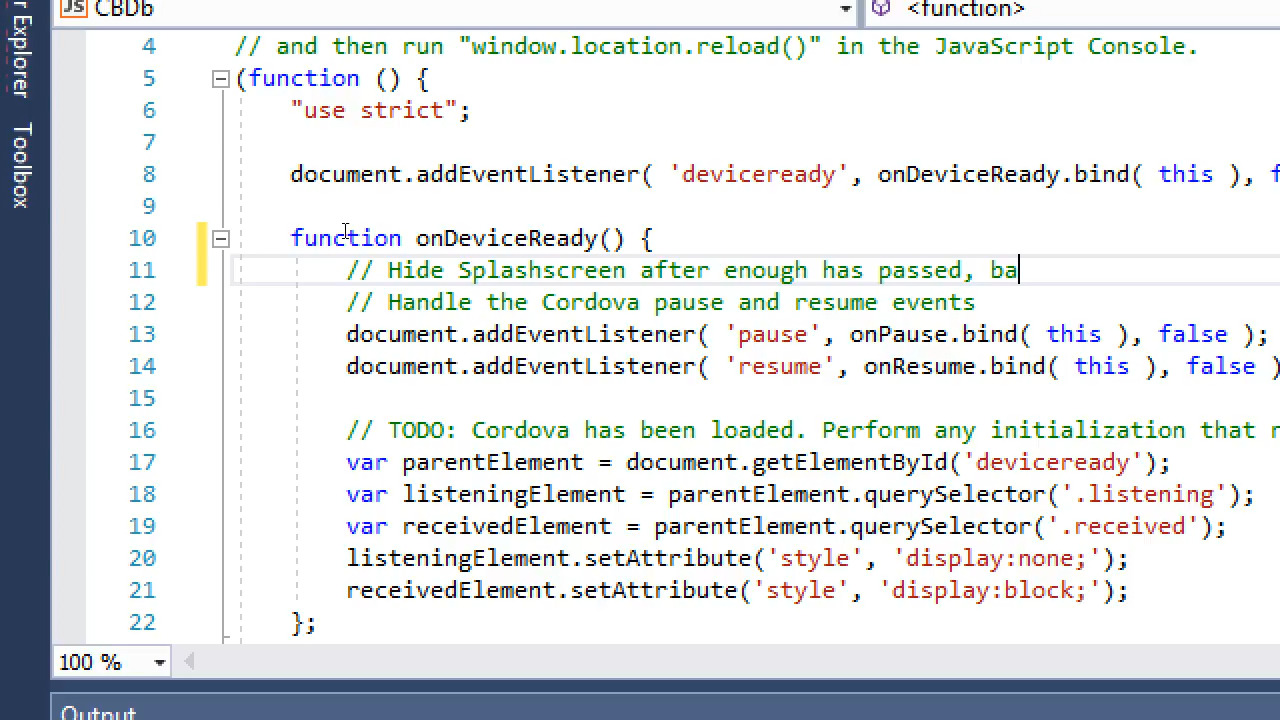 r Explorer
Toolbox
JS CBDb
<function>
4 // and then run "window.location.reload()" in the JavaScript Console.
5 (function () {
6 "use strict";
7
8 document.addEventListener( 'deviceready', onDeviceReady.bind( this ), f
9
10 function onDeviceReady() {
11 // Hide Splashscreen after enough has passed, ba
12 // Handle the Cordova pause and resume events
13 document.addEventListener( 'pause', onPause.bind( this ), false );
14 document.addEventListener( 'resume', onResume.bind( this ), false )
15
16 // TODO: Cordova has been loaded. Perform any initialization that r
17 var parentElement = document.getElementById('deviceready');
18 var listeningElement = parentElement.querySelector('.listening');
19 var receivedElement = parentElement.querySelector('.received');
20 listeningElement.setAttribute('style', 'display:none;');
21 receivedElement.setAttribute('style', 'display:block;');
22 };
100 %
Output